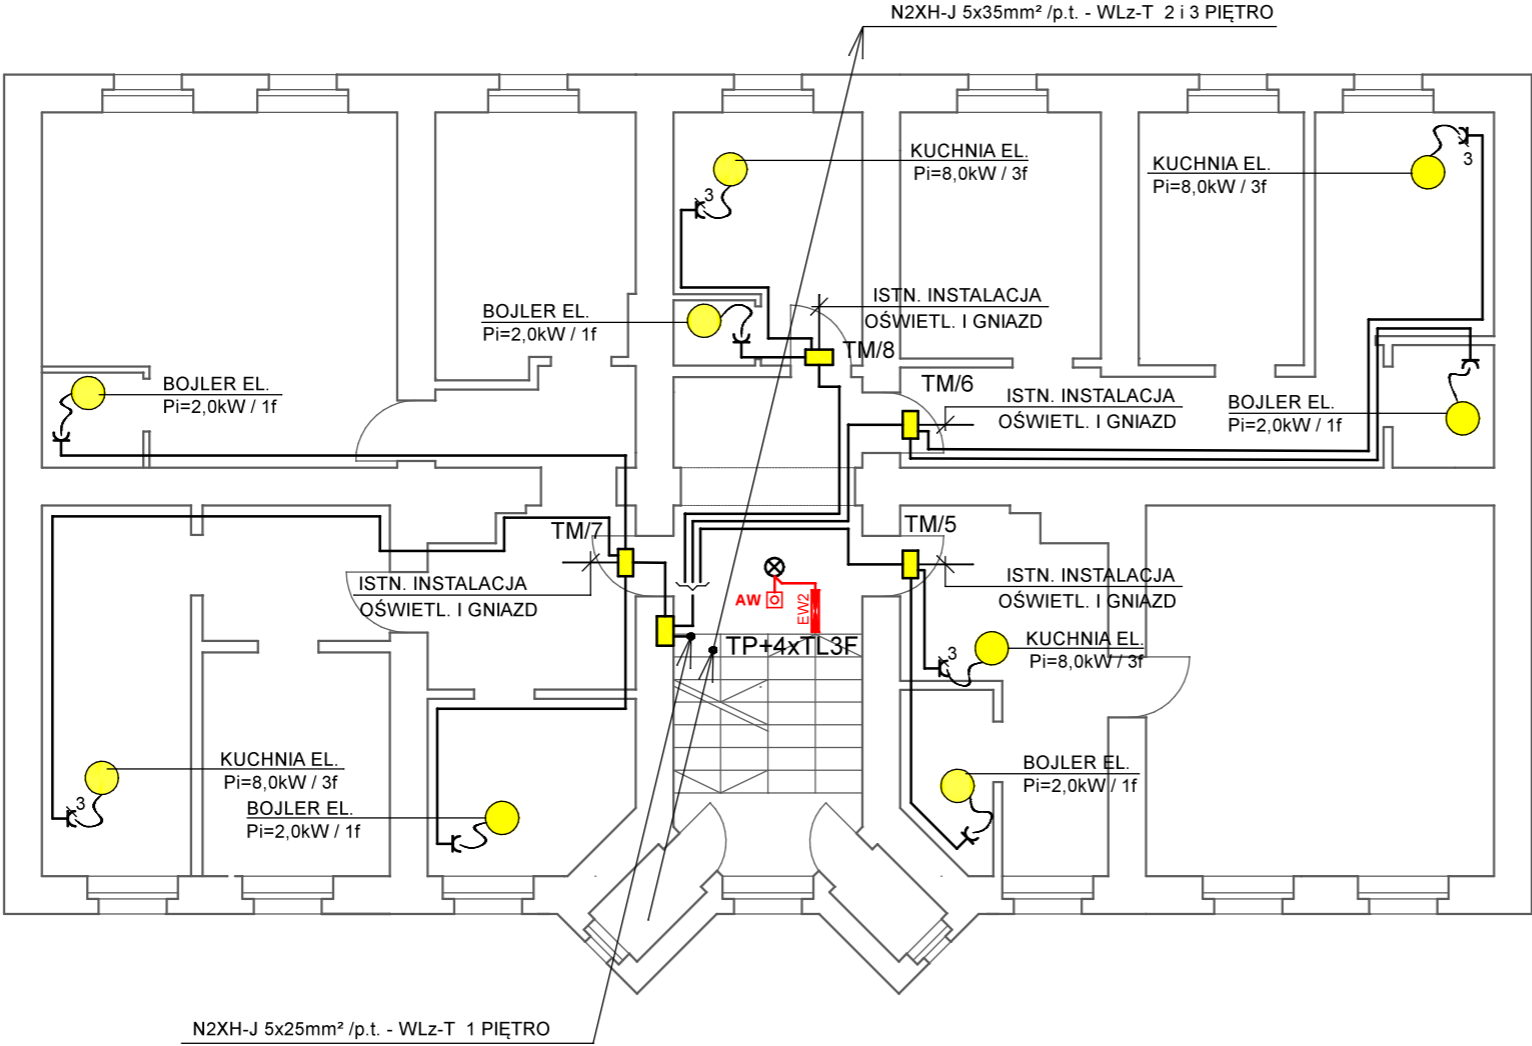 N2XH-J 5x35mm² /p.t. - WLz-T 2 i 3 PIĘTRO
KUCHNIA EL.
Pi=8,0kW / 3f
3
KUCHNIA EL.
Pi=8,0kW / 3f
3
BOJLER EL.
Pi=2,0kW / 1f
ISTN. INSTALACJA
OŚWIETL. I GNIAZD
TM/8
BOJLER EL.
Pi=2,0kW / 1f
TM/6
ISTN. INSTALACJA
OŚWIETL. I GNIAZD
BOJLER EL.
Pi=2,0kW / 1f
TM/7
TM/5
ISTN. INSTALACJA
OŚWIETL. I GNIAZD
AW
EW2
ISTN. INSTALACJA
OŚWIETL. I GNIAZD
TP+4xTL3F
KUCHNIA EL.
Pi=8,0kW / 3f
3
KUCHNIA EL.
Pi=8,0kW / 3f
3
BOJLER EL.
Pi=2,0kW / 1f
BOJLER EL.
Pi=2,0kW / 1f
N2XH-J 5x25mm² /p.t. - WLz-T 1 PIĘTRO